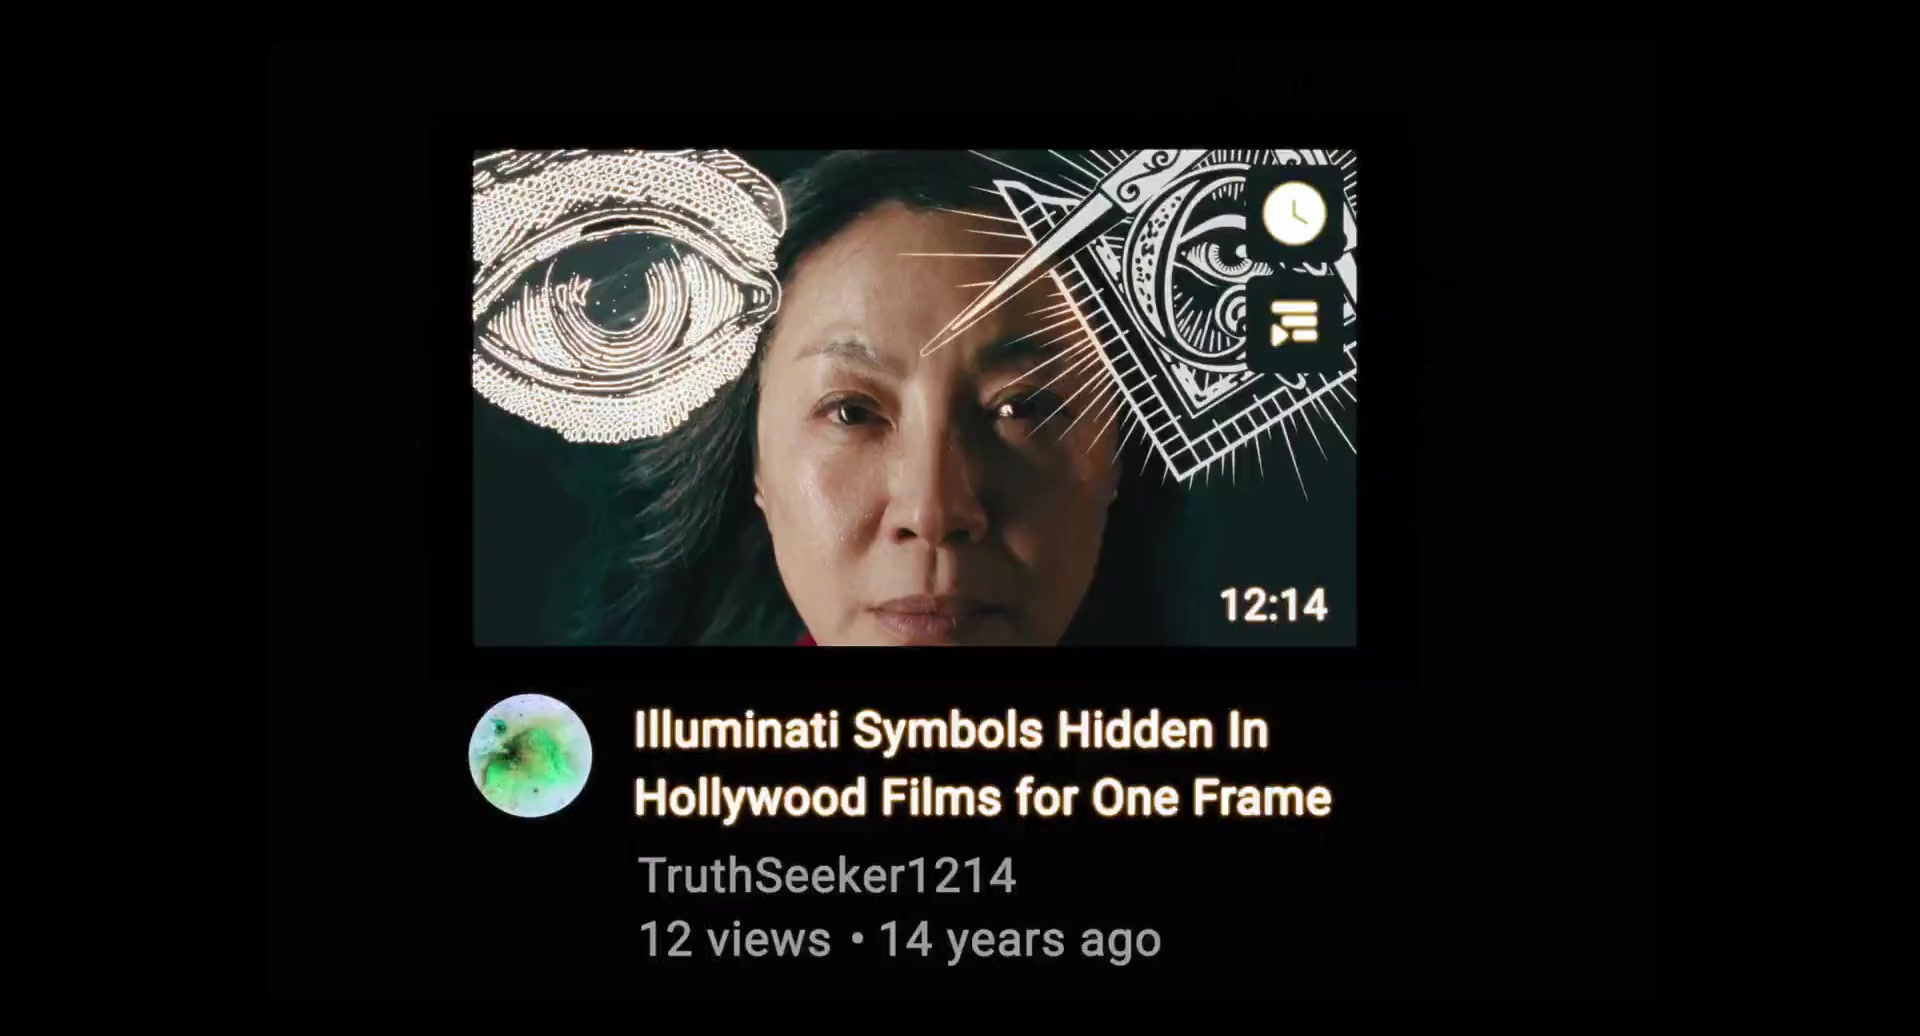 12:14
Illuminati Symbols Hidden In
Hollywood Films for One Frame
TruthSeeker1214
12 views • 14 years ago